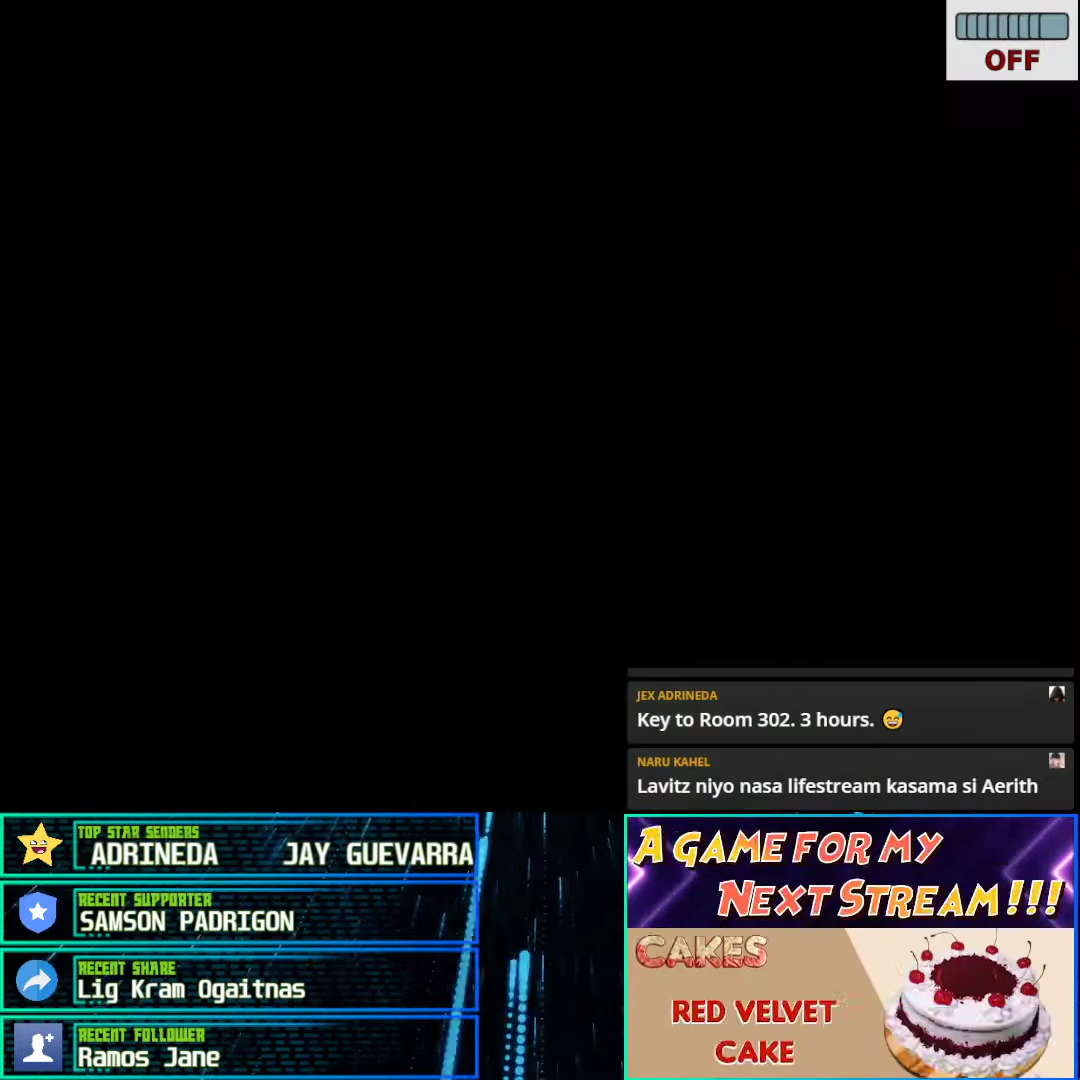 OFF
JEX ADRINEDA
Key to Room 302. 3 hours. 😅
NARU KAHEL
Lavitz niyo nasa lifestream kasama si Aerith
TOP STAR SENDERS
ADRINEDA JAY GUEVARRA
RECENT SUPPORTER
SAMSON PADRIGON
RECENT SHARE
Lig Kram Ogaitnas
RECENT FOLLOWER
Ramos Jane
A GAME FOR MY
NEXT STREAM!!!
CAKES
RED VELVET
CAKE